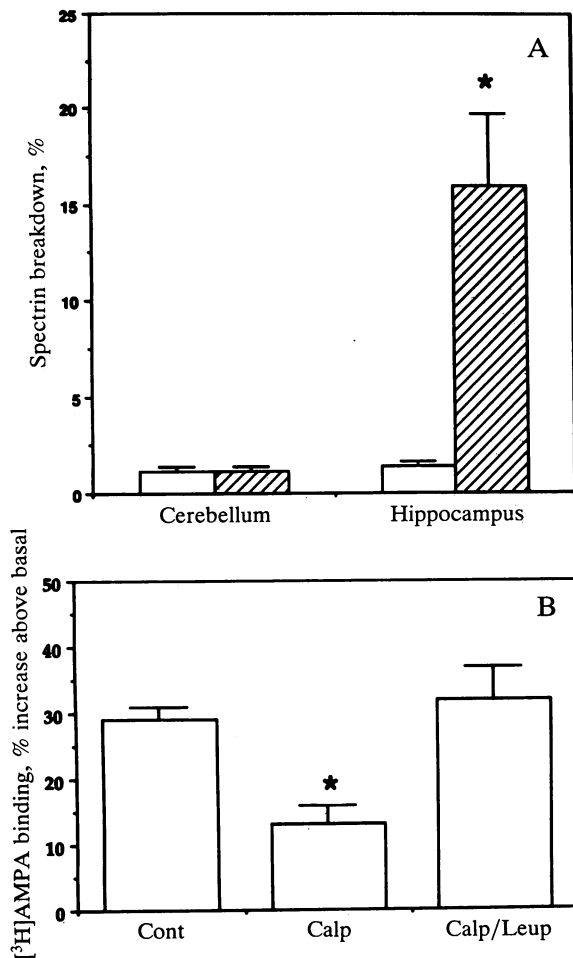 A
Spectrin breakdown, %
25
20
15
10
5
0
*
Cerebellum
Hippocampus
B
[³H]AMPA binding, % increase above basal
50
40
30
20
10
0
*
Cont
Calp
Calp/Leup